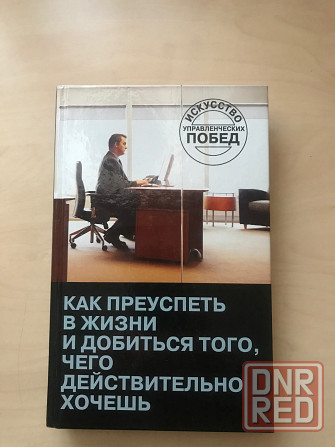 ИСКУССТВО
УПРАВЛЕНЧЕСКИХ
ПОБЕД
КАК ПРЕУСПЕТЬ
В ЖИЗНИ
И ДОБИТЬСЯ ТОГО,
ЧЕГО
ДЕЙСТВИТЕЛЬНО
ХОЧЕШЬ
DNR
RED